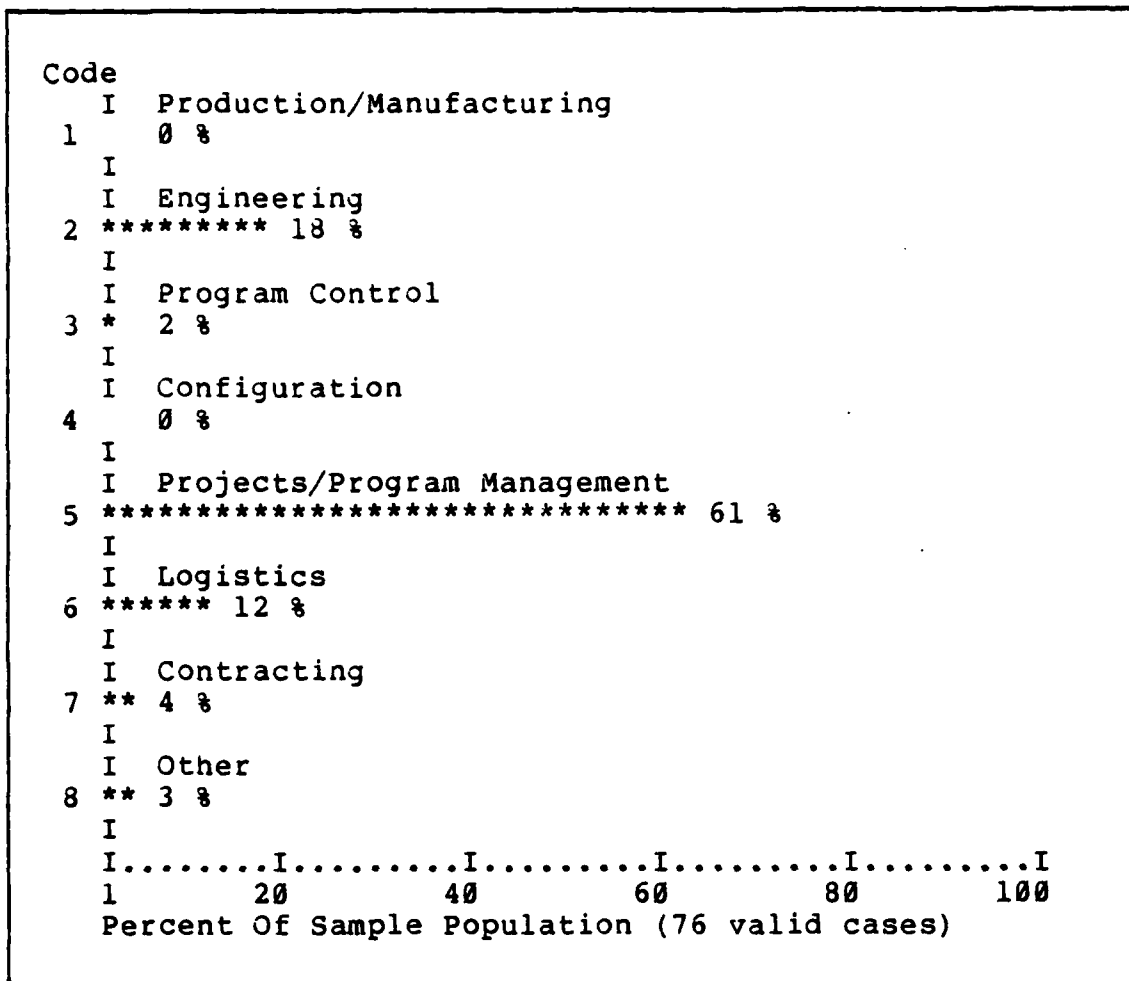 Code
I Production/Manufacturing
1 0 %
I
I Engineering
2 ********* 18 %
I
I Program Control
3 * 2 %
I
I Configuration
4 0 %
I
I Projects/Program Management
5 ******************************* 61 %
I
I Logistics
6 ****** 12 %
I
I Contracting
7 ** 4 %
I
I Other
8 ** 3 %
I
I.........I.........I.........I.........I.........I
1 20 40 60 80 100
Percent Of Sample Population (76 valid cases)